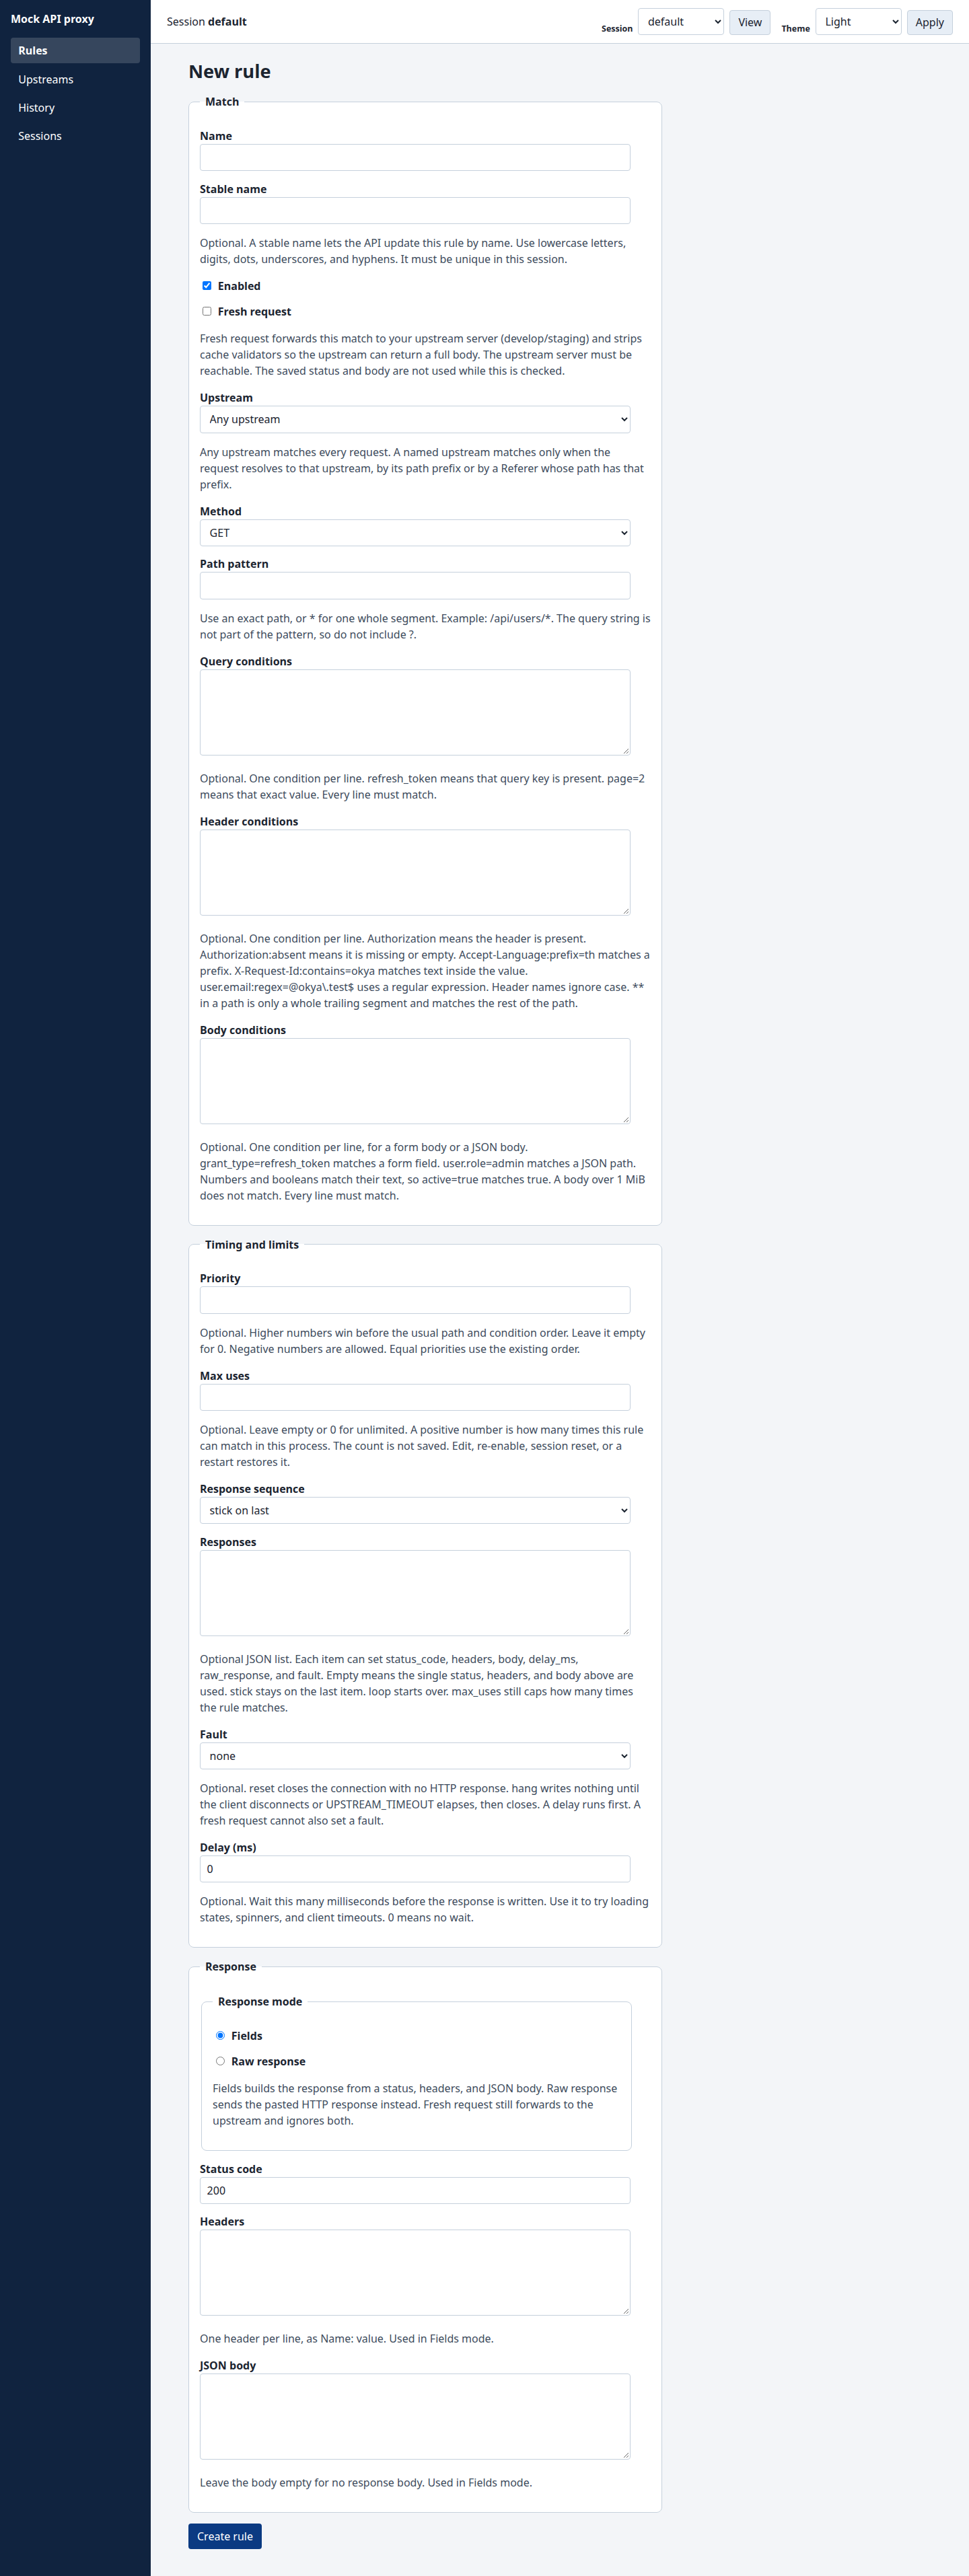 Mock API proxy
Rules
Upstreams
History
Sessions
Session default
Session
default
View
Theme
Light
Apply
New rule
Match
Name
Stable name
Optional. A stable name lets the API update this rule by name. Use lowercase letters,
digits, dots, underscores, and hyphens. It must be unique in this session.
Enabled
Fresh request
Fresh request forwards this match to your upstream server (develop/staging) and strips
cache validators so the upstream can return a full body. The upstream server must be
reachable. The saved status and body are not used while this is checked.
Upstream
Any upstream
Any upstream matches every request. A named upstream matches only when the
request resolves to that upstream, by its path prefix or by a Referer whose path has that
prefix.
Method
GET
Path pattern
Use an exact path, or * for one whole segment. Example: /api/users/*. The query string is
not part of the pattern, so do not include ?.
Query conditions
Optional. One condition per line. refresh_token means that query key is present. page=2
means that exact value. Every line must match.
Header conditions
Optional. One condition per line. Authorization means the header is present.
Authorization:absent means it is missing or empty. Accept-Language:prefix=th matches a
prefix. X-Request-Id:contains=okya matches text inside the value.
user.email:regex=@okya\.test$ uses a regular expression. Header names ignore case. **
in a path is only a whole trailing segment and matches the rest of the path.
Body conditions
Optional. One condition per line, for a form body or a JSON body.
grant_type=refresh_token matches a form field. user.role=admin matches a JSON path.
Numbers and booleans match their text, so active=true matches true. A body over 1 MiB
does not match. Every line must match.
Timing and limits
Priority
Optional. Higher numbers win before the usual path and condition order. Leave it empty
for 0. Negative numbers are allowed. Equal priorities use the existing order.
Max uses
Optional. Leave empty or 0 for unlimited. A positive number is how many times this rule
can match in this process. The count is not saved. Edit, re-enable, session reset, or a
restart restores it.
Response sequence
stick on last
Responses
Optional JSON list. Each item can set status_code, headers, body, delay_ms,
raw_response, and fault. Empty means the single status, headers, and body above are
used. stick stays on the last item. loop starts over. max_uses still caps how many times
the rule matches.
Fault
none
Optional. reset closes the connection with no HTTP response. hang writes nothing until
the client disconnects or UPSTREAM_TIMEOUT elapses, then closes. A delay runs first. A
fresh request cannot also set a fault.
Delay (ms)
0
Optional. Wait this many milliseconds before the response is written. Use it to try loading
states, spinners, and client timeouts. 0 means no wait.
Response
Response mode
Fields
Raw response
Fields builds the response from a status, headers, and JSON body. Raw response
sends the pasted HTTP response instead. Fresh request still forwards to the
upstream and ignores both.
Status code
200
Headers
One header per line, as Name: value. Used in Fields mode.
JSON body
Leave the body empty for no response body. Used in Fields mode.
Create rule